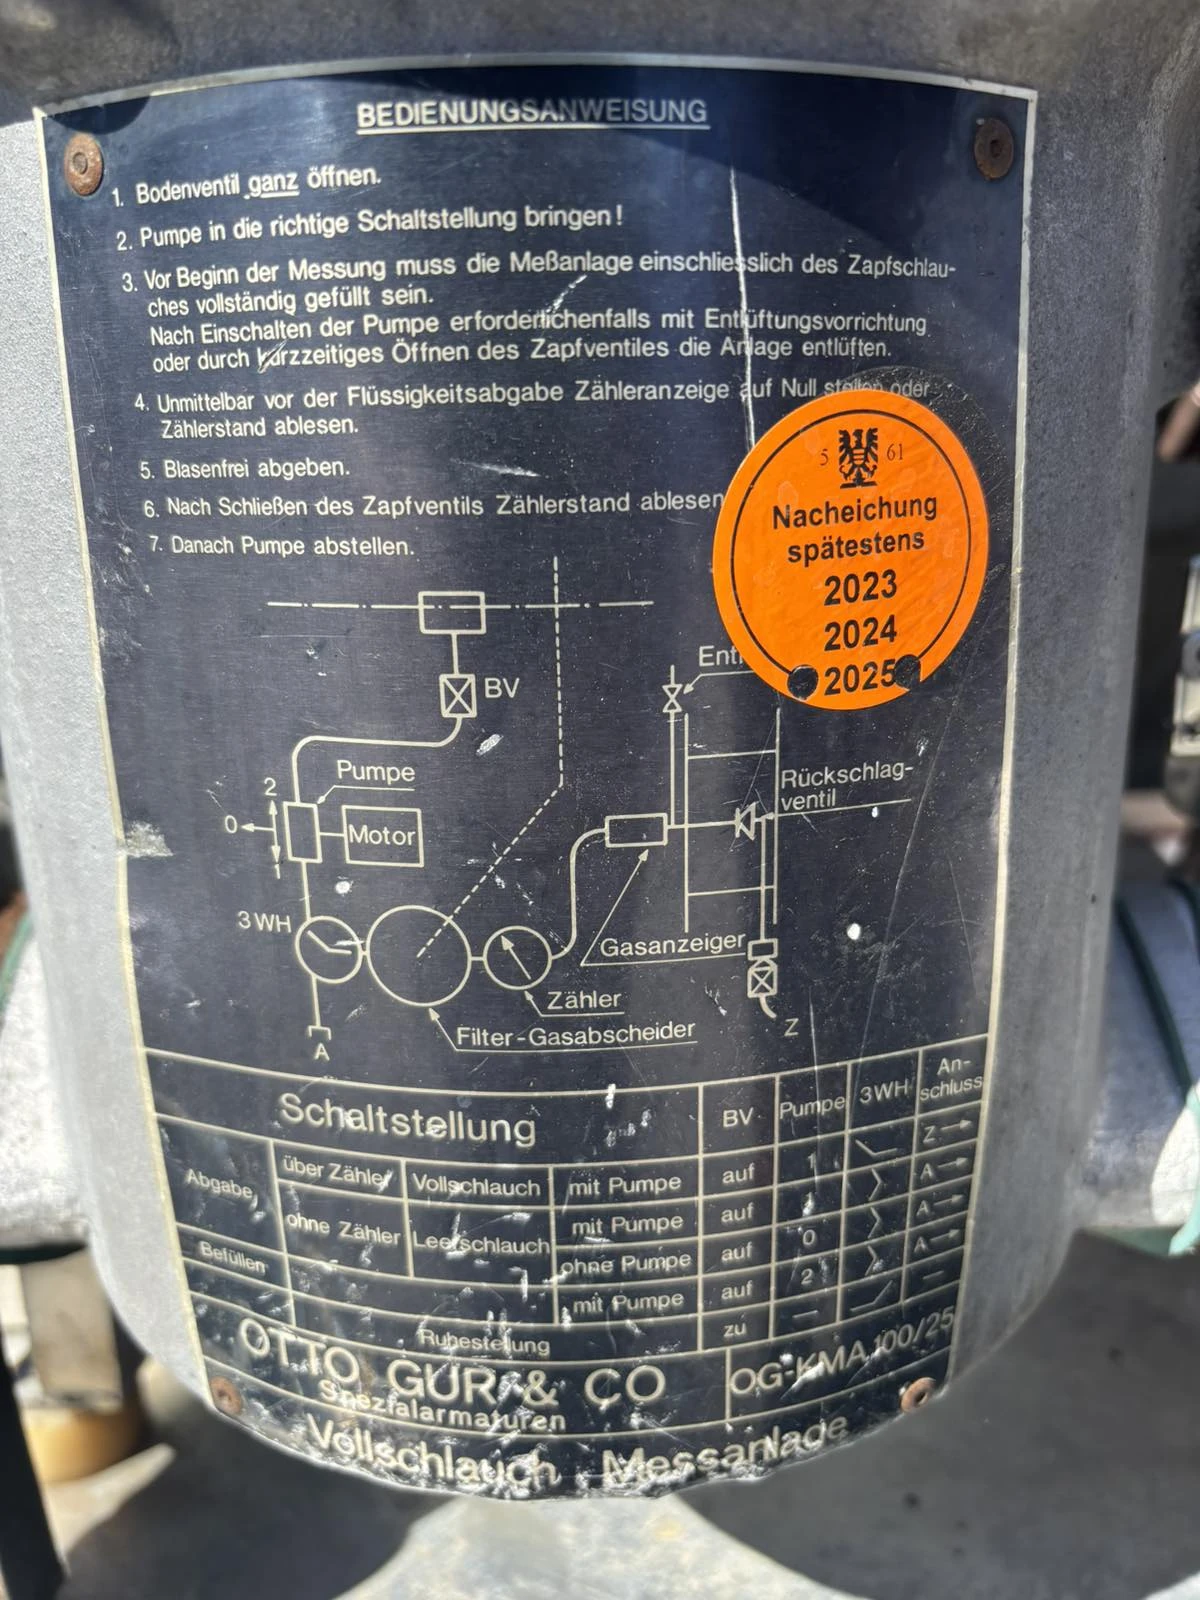 BEDIENUNGSANWEISUNG
1. Bodenventil ganz öffnen.
2. Pumpe in die richtige Schaltstellung bringen!
3. Vor Beginn der Messung muss die Meßanlage einschliesslich des Zapfschlau-
ches vollständig gefüllt sein.
Nach Einschalten der Pumpe erforderlichenfalls mit Entlüftungsvorrichtung
oder durch kurzzeitiges Öffnen des Zapfventiles die Anlage entlüften.
4. Unmittelbar vor der Flüssigkeitsabgabe Zähleranzeige auf Null stellen oder
Zählerstand ablesen.
5. Blasenfrei abgeben.
6. Nach Schließen des Zapfventils Zählerstand ablesen
7. Danach Pumpe abstellen.
5 61
Nacheichung
spätestens
2023
2024
2025
BV
Pumpe
2
0
1
Motor
3WH
A
Zähler
Filter-Gasabscheider
Gasanzeiger
Rückschlag-
ventil
Z
Schaltstellung BV Pumpe 3WH An-
schluss
Abgabe über Zähler Vollschlauch mit Pumpe auf 1 Z
ohne Zähler Leerschlauch mit Pumpe auf 1 A
ohne Pumpe auf 0 A
Befüllen mit Pumpe auf 2 A
Ruhestellung zu — —
OTTO GUR & CO OG-KMA 100/25
Spezialarmaturen
Vollschlauch Messanlage